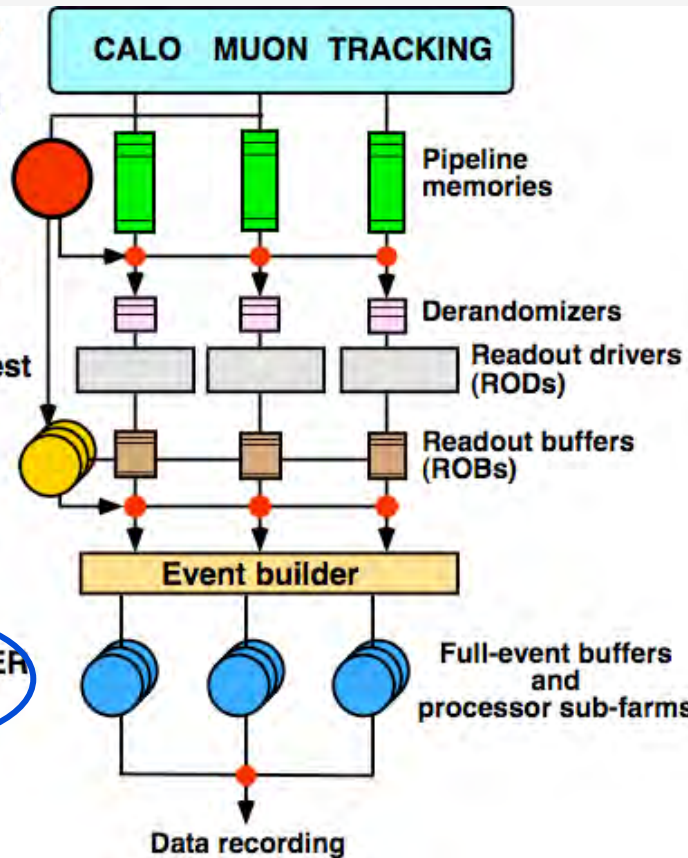 CALO MUON TRACKING
Pipeline
memories
Derandomizers
Readout drivers
(RODs)
Readout buffers
(ROBs)
Event builder
Full-event buffers
and
processor sub-farms
Data recording